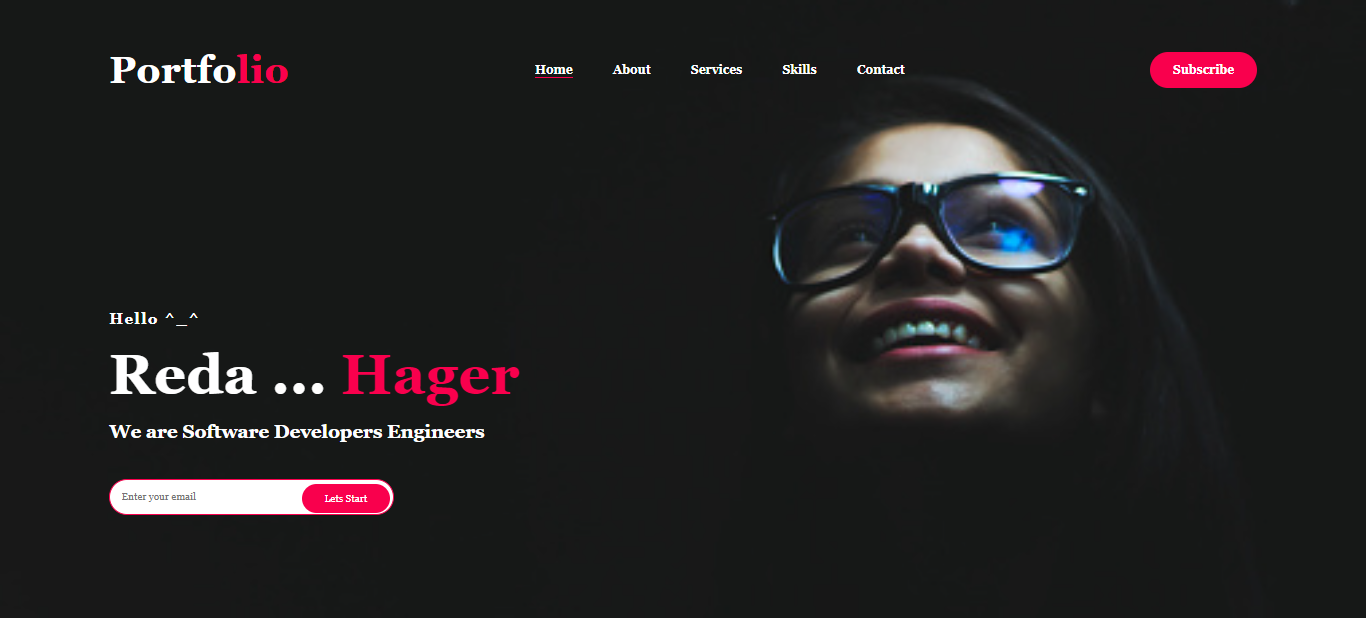 Portfolio
Home About Services Skills Contact
Subscribe
Hello ^_^
Reda ... Hager
We are Software Developers Engineers
Enter your email
Lets Start